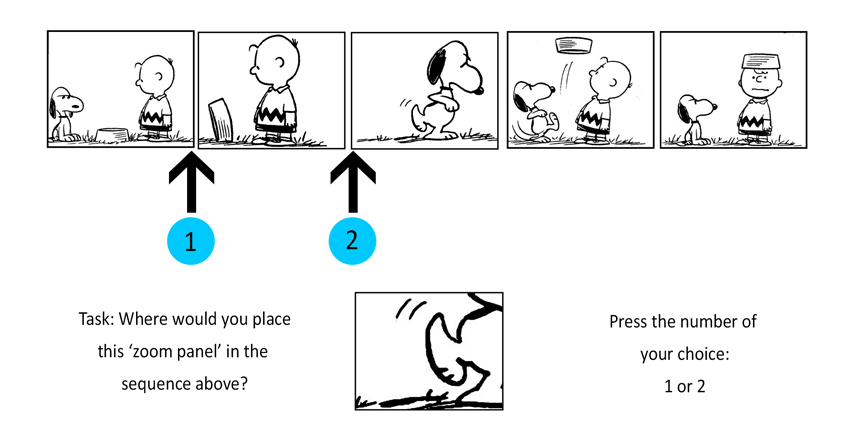 1
2
Task: Where would you place
this ‘zoom panel’ in the
sequence above?
Press the number of
your choice:
1 or 2